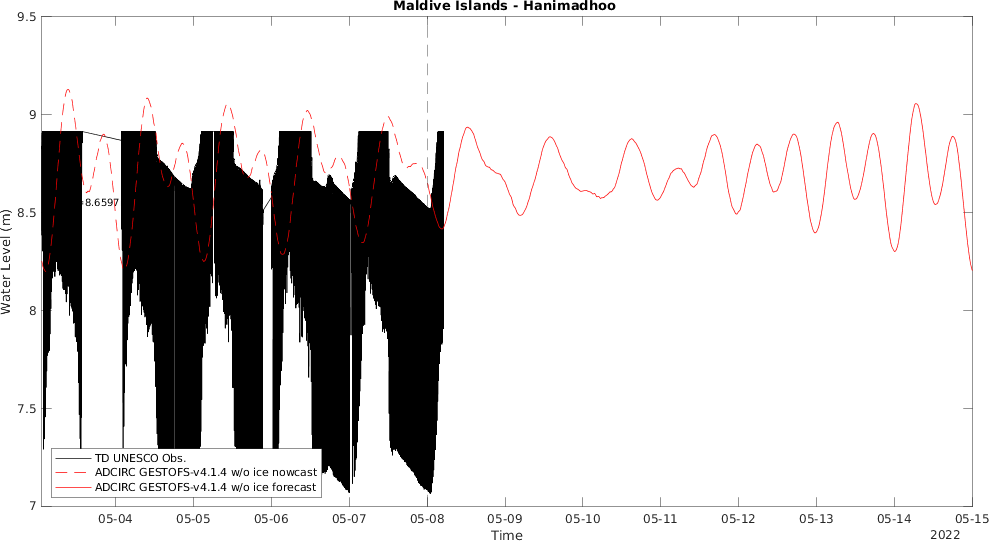 Maldive Islands - Hanimadhoo
Water Level (m)
9.5
9
8.5
8
7.5
7
8.6597
TD UNESCO Obs.
ADCIRC GESTOFS-v4.1.4 w/o ice nowcast
ADCIRC GESTOFS-v4.1.4 w/o ice forecast
05-04 05-05 05-06 05-07 05-08 05-09 05-10 05-11 05-12 05-13 05-14 05-15
Time
2022